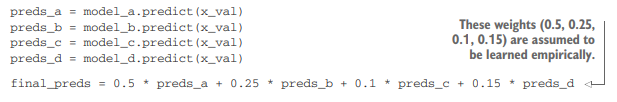 preds_a = model_a.predict(x_val)
preds_b = model_b.predict(x_val)
preds_c = model_c.predict(x_val)
preds_d = model_d.predict(x_val)
These weights (0.5, 0.25,
0.1, 0.15) are assumed to
be learned empirically.
final_preds = 0.5 * preds_a + 0.25 * preds_b + 0.1 * preds_c + 0.15 * preds_d